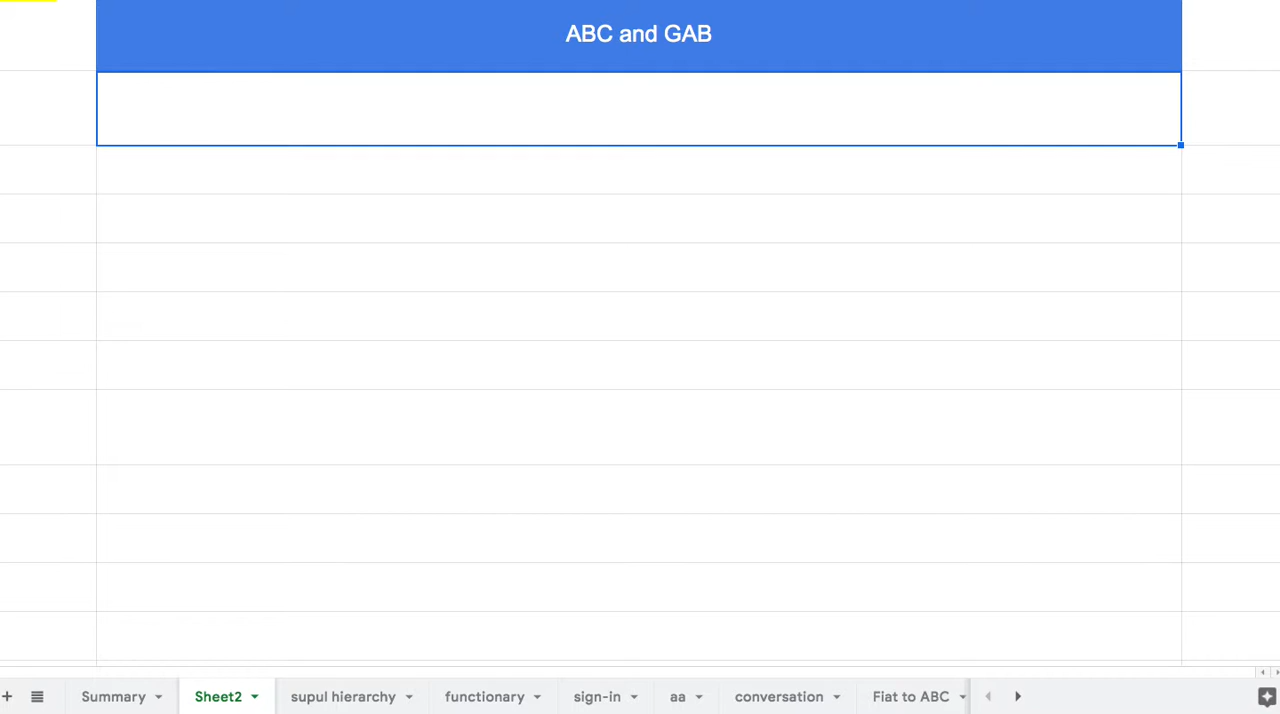 ABC and GAB
Summary Sheet2 supul hierarchy functionary sign-in aa conversation Fiat to ABC